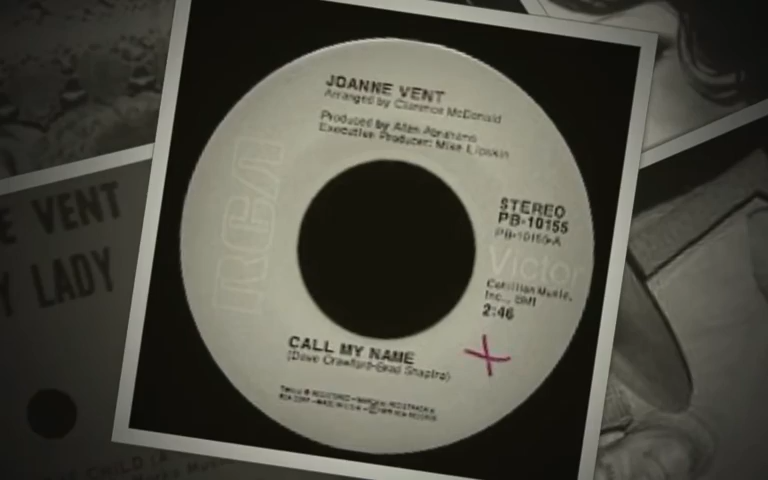 JOANNE VENT
Arranged by Clarence McDonald
Produced by Allan Abrahams
Executive Producer: Mike Lipskin
RCA
STEREO
PB-10155
PB-10155-A
Victor
Cotillion Music,
Inc., BMI
2:46
CALL MY NAME
(Dave Crawford-Brad Shapiro)
E VENT
Y LADY
CHILD